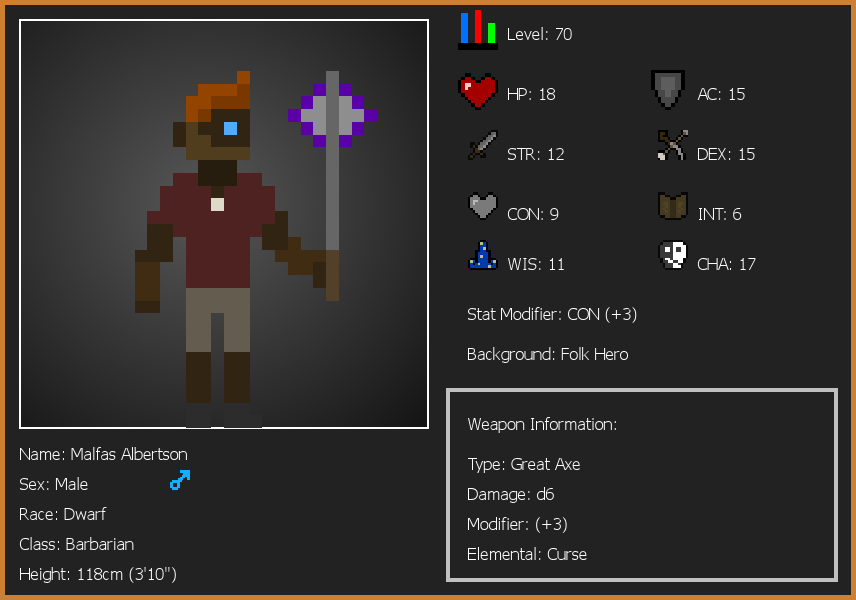 Level: 70
HP: 18
AC: 15
STR: 12
DEX: 15
CON: 9
INT: 6
WIS: 11
CHA: 17
Stat Modifier: CON (+3)
Background: Folk Hero
Name: Malfas Albertson
Sex: Male
Race: Dwarf
Class: Barbarian
Height: 118cm (3'10")
Weapon Information:
Type: Great Axe
Damage: d6
Modifier: (+3)
Elemental: Curse